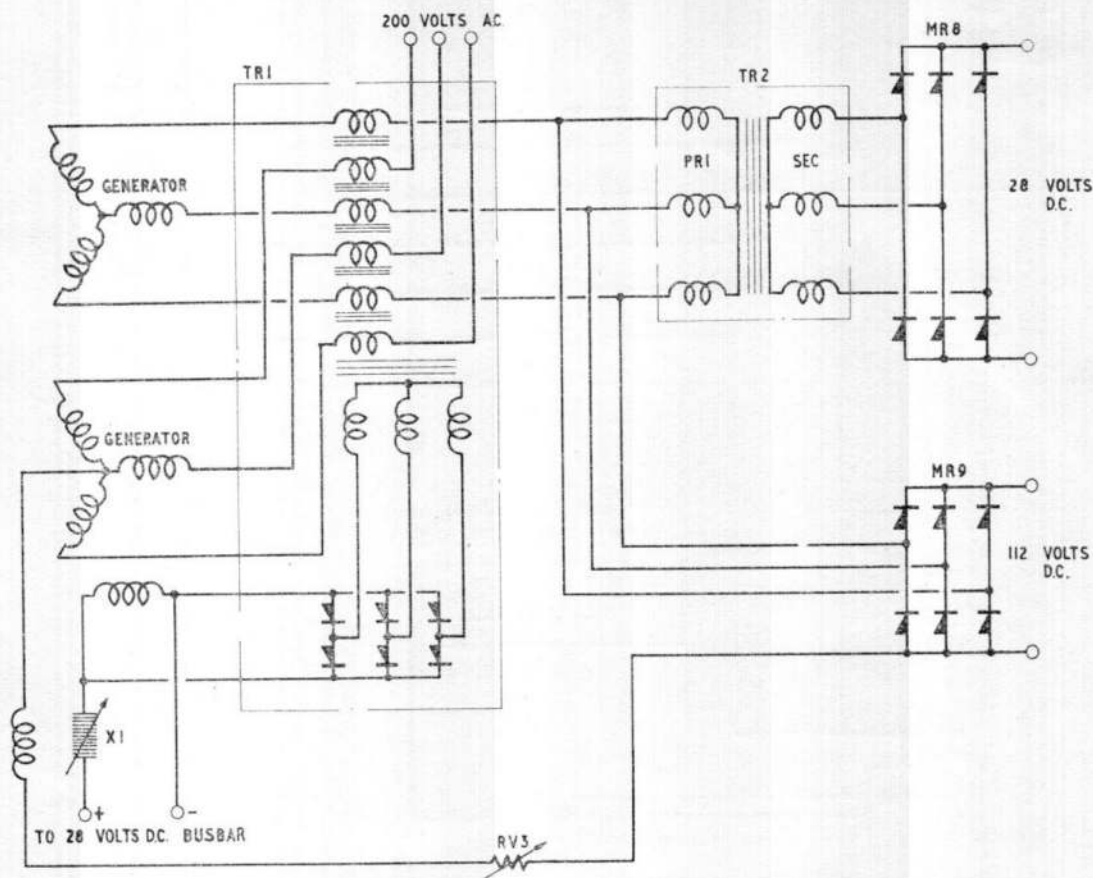 200 VOLTS A.C.
MR8
TR1
TR2
GENERATOR
PRI
SEC
28 VOLTS
D.C.
GENERATOR
MR9
112 VOLTS
D.C.
X1
+
-
TO 28 VOLTS D.C. BUSBAR
RV3